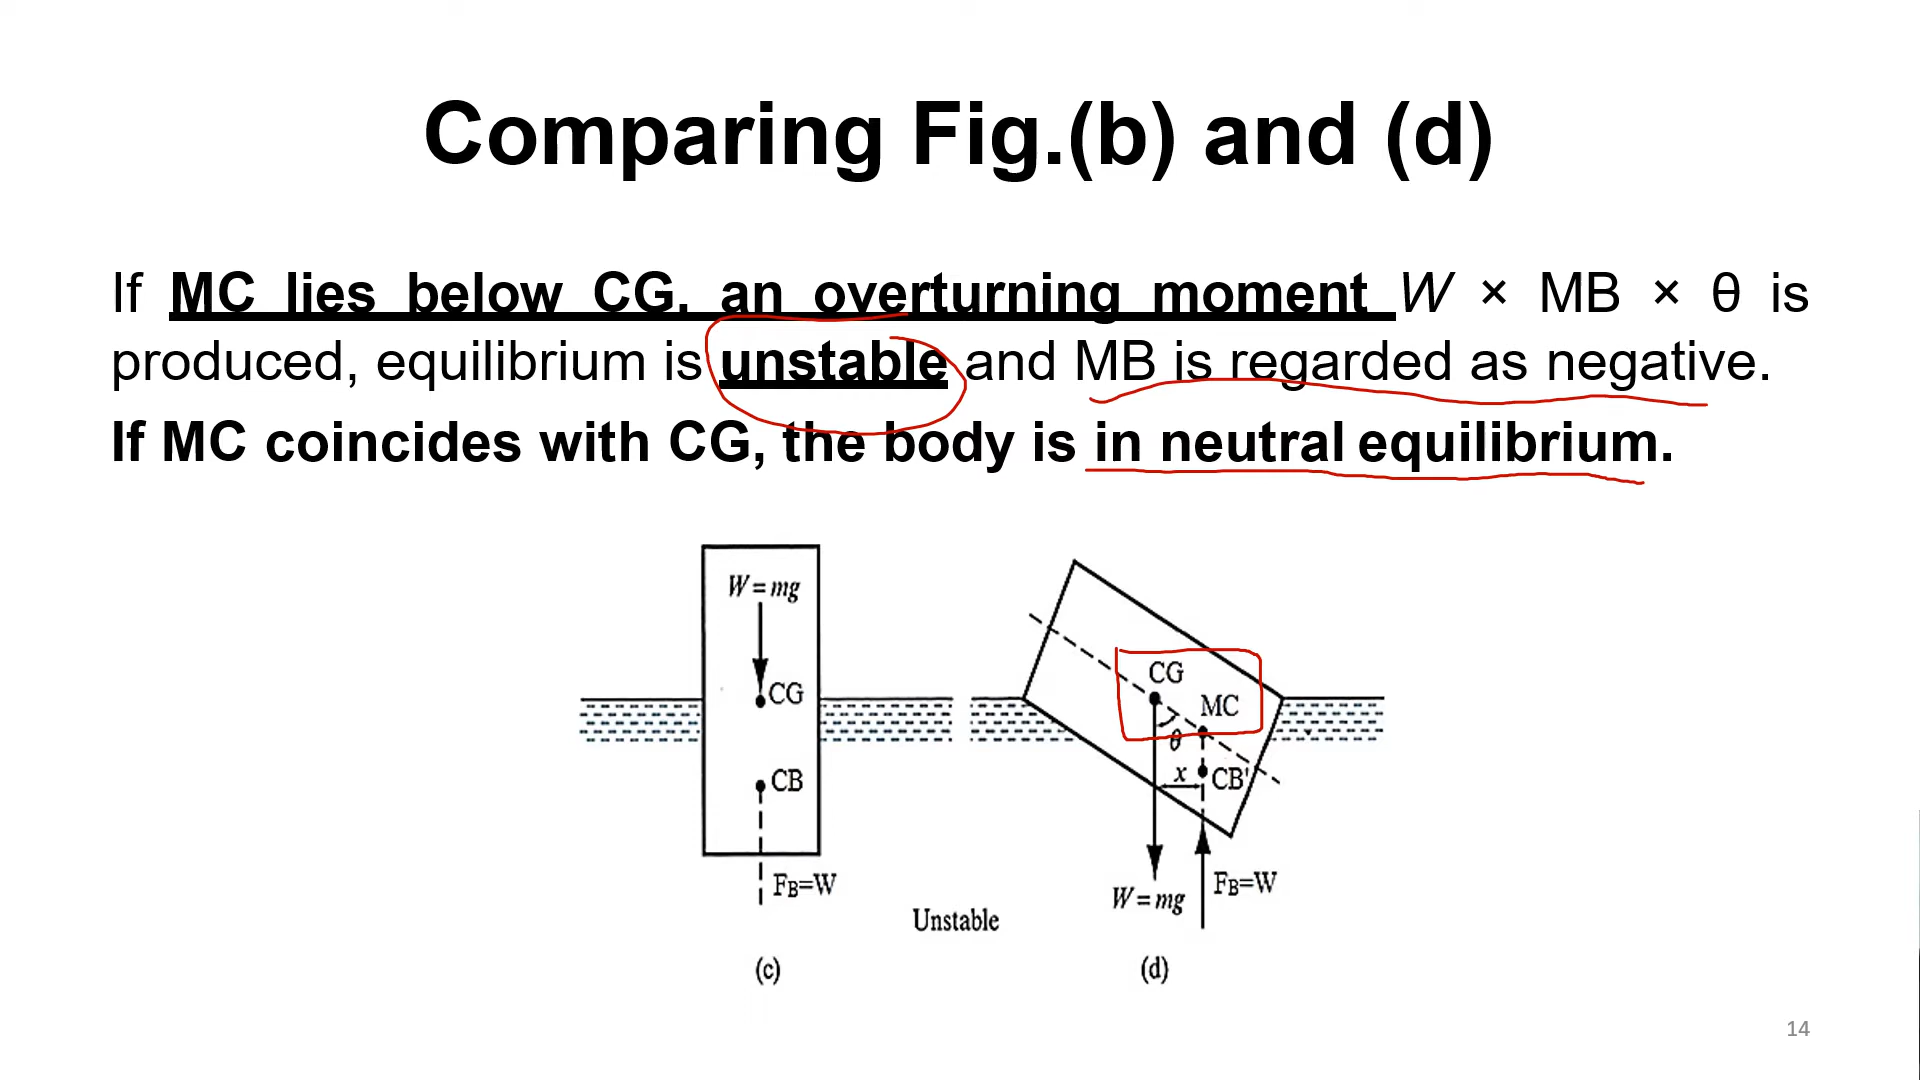 Comparing Fig.(b) and (d)
If MC lies below CG, an overturning moment W × MB × θ is
produced, equilibrium is unstable and MB is regarded as negative.
If MC coincides with CG, the body is in neutral equilibrium.
W = mg
CG
CB
FB=W
(c)
Unstable
CG
MC
θ
x
CB'
W = mg
FB=W
(d)
14